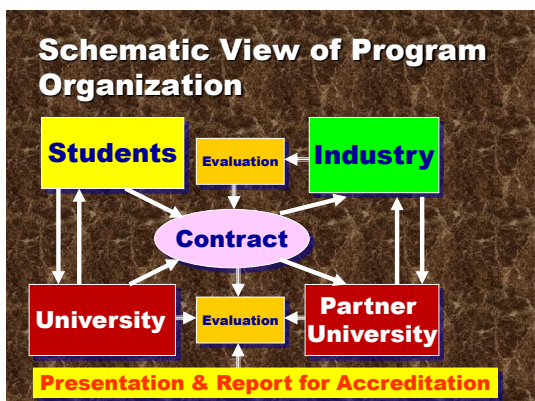 Schematic View of Program
Organization
Students
Evaluation
Industry
Contract
University
Evaluation
Partner
University
Presentation & Report for Accreditation